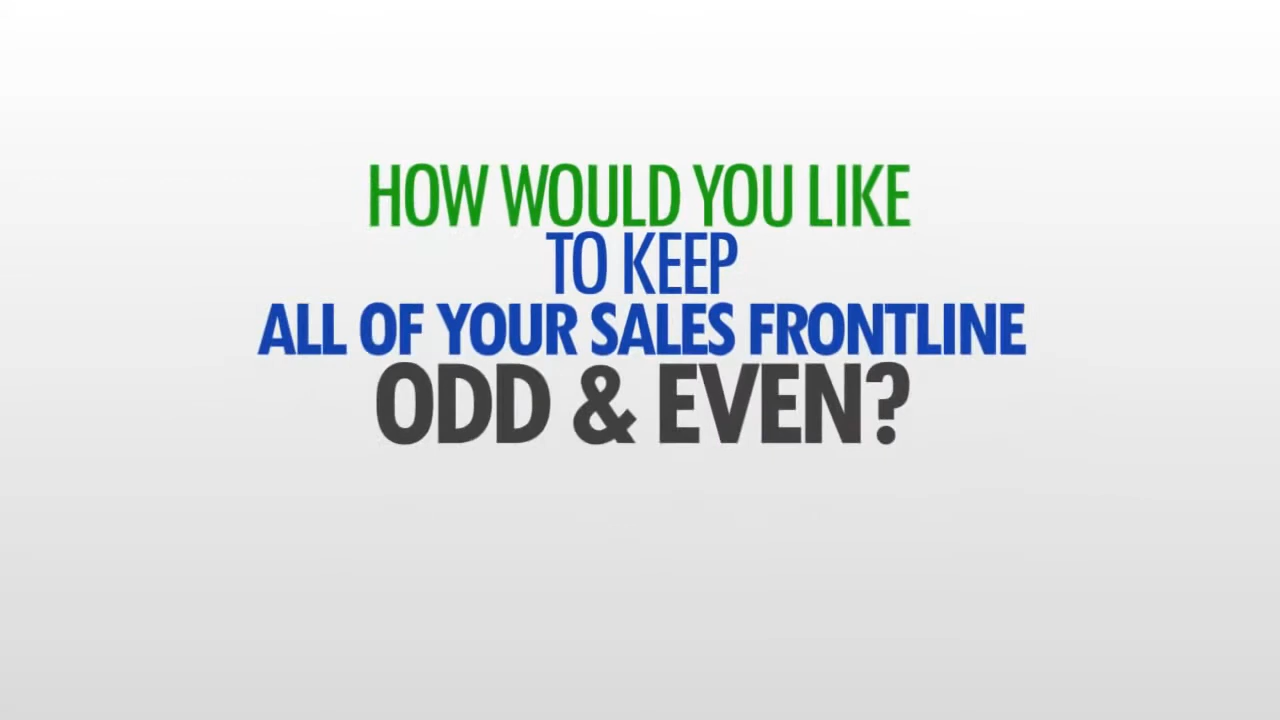 HOW WOULD YOU LIKE
TO KEEP
ALL OF YOUR SALES FRONTLINE
ODD & EVEN?